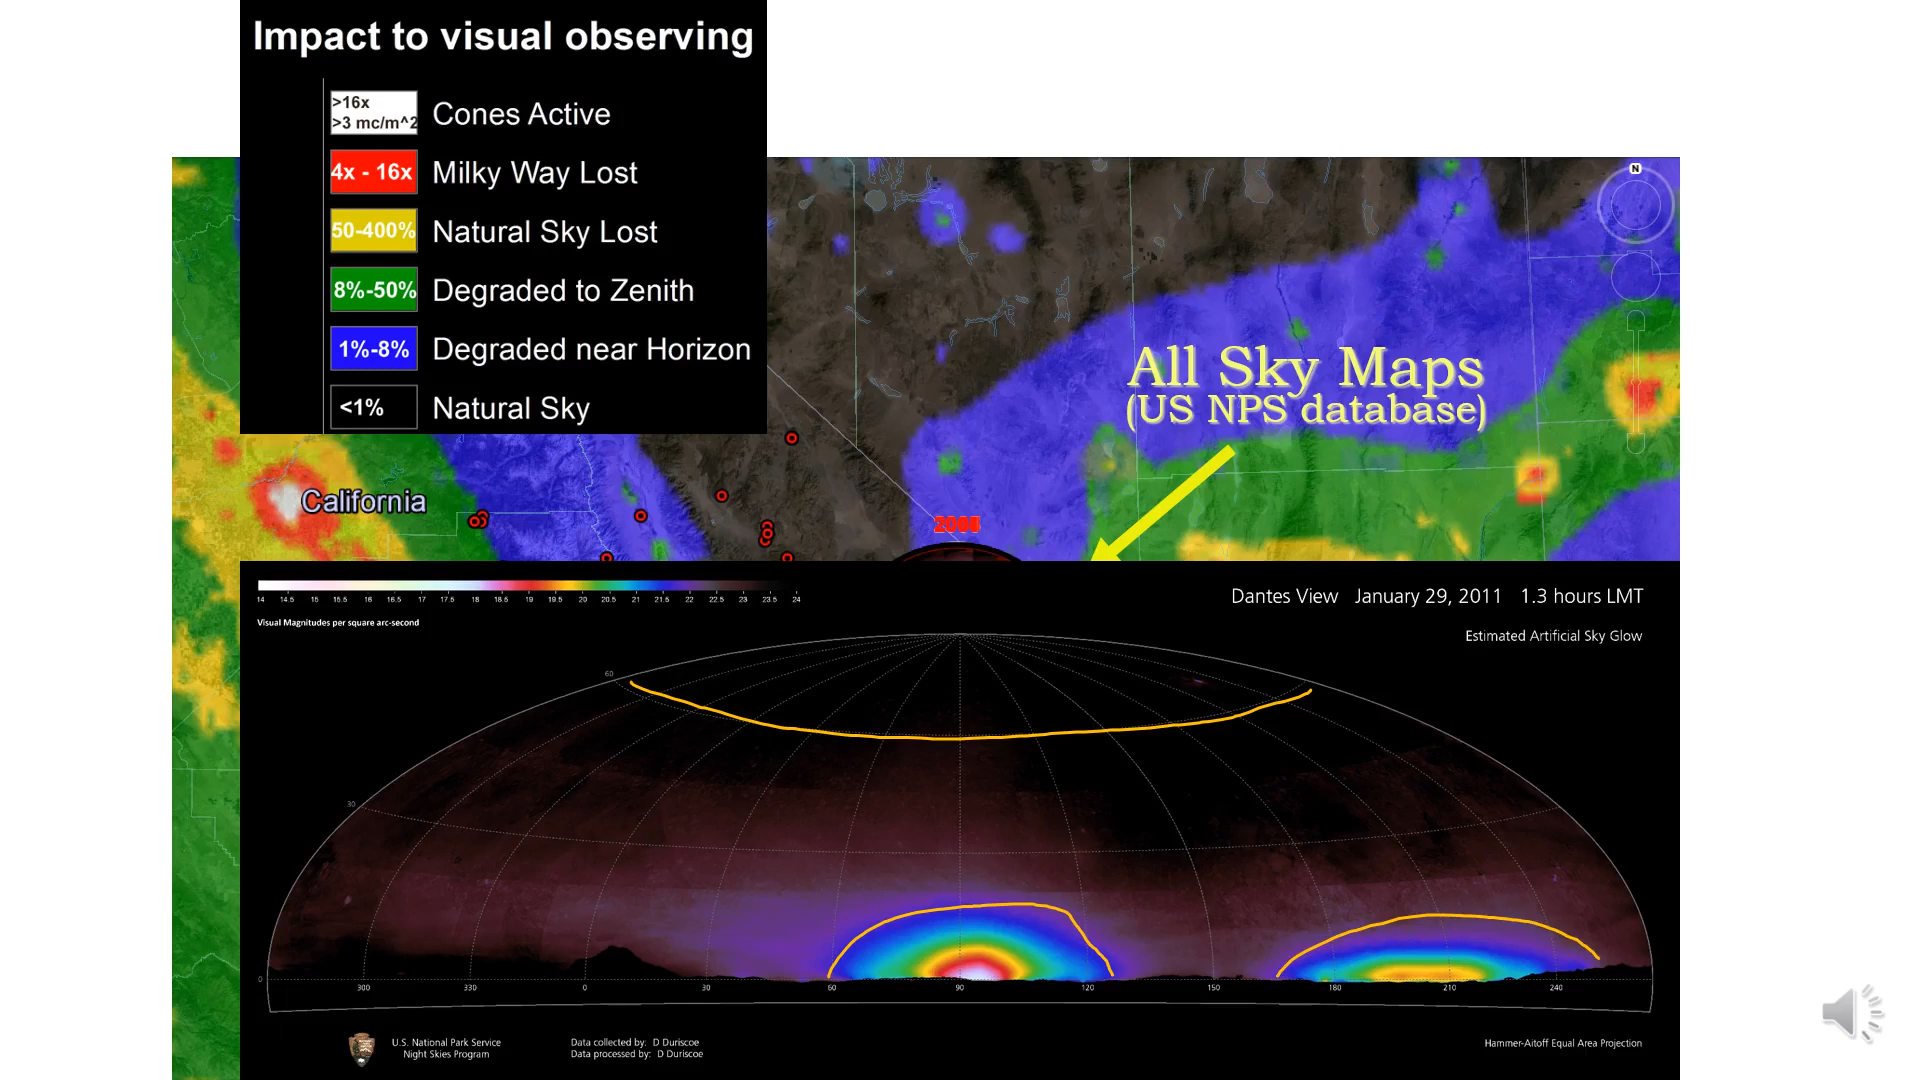 Impact to visual observing
>16x
>3 mc/m^2
Cones Active
4x - 16x
Milky Way Lost
50-400%
Natural Sky Lost
8%-50%
Degraded to Zenith
1%-8%
Degraded near Horizon
<1%
Natural Sky
N
All Sky Maps
(US NPS database)
California
14 14.5 15 15.5 16 16.5 17 17.5 18 18.5 19 19.5 20 20.5 21 21.5 22 22.5 23 23.5 24
Visual Magnitudes per square arc-second
Dantes View January 29, 2011 1.3 hours LMT
Estimated Artificial Sky Glow
60
30
0
300 330 0 30 60 90 120 150 180 210 240
U.S. National Park Service
Night Skies Program
Data collected by: D Duriscoe
Data processed by: D Duriscoe
Hammer-Aitoff Equal Area Projection